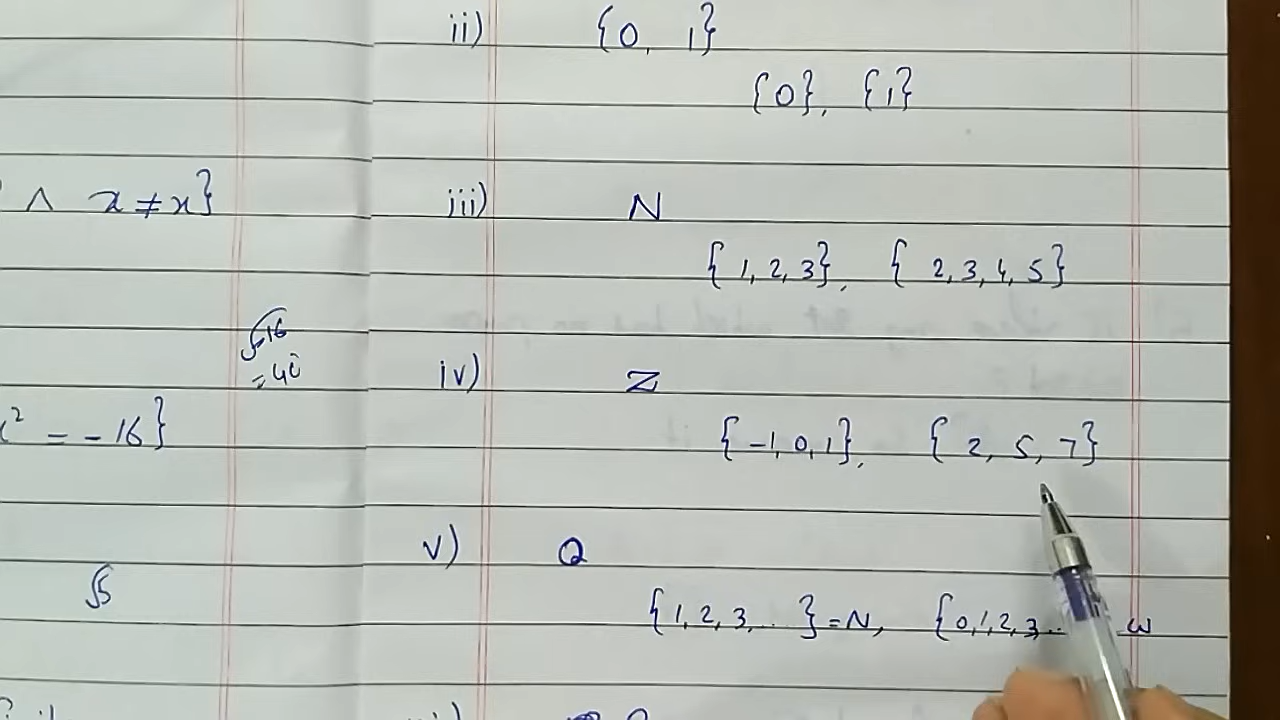 ii) {0, 1}
{0}, {1}
∧ x ≠ x}
iii) N
{1, 2, 3}, { 2, 3, 4, 5}
√-16
= 4i
iv) Z
² = - 16}
{-1, 0, 1}, { 2, 5, 7}
v) Q
√5
{1, 2, 3, . . }=N, {0, 1, 2, 3 . . ω